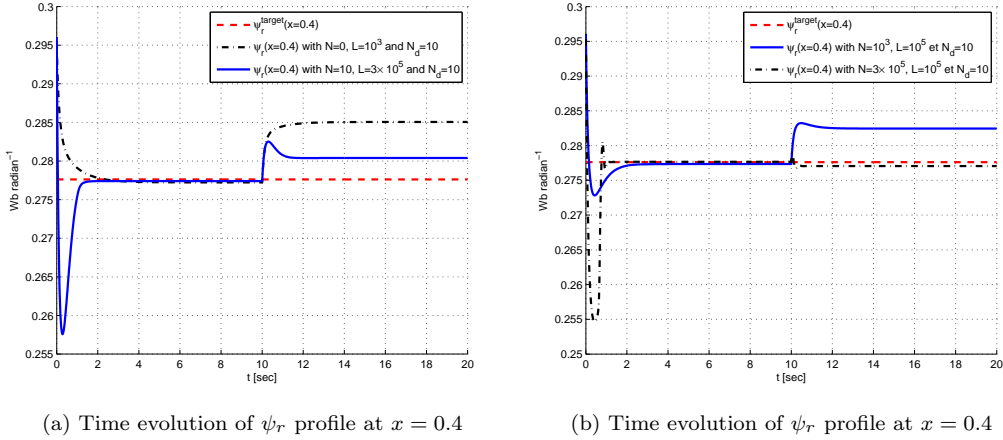 0.3
0.295
0.29
0.285
0.28
0.275
0.27
0.265
0.26
0.255
Wb radian⁻¹
ψ_r^target(x=0.4)
ψ_r(x=0.4) with N=0, L=10³ and N_d=10
ψ_r(x=0.4) with N=10, L=3× 10⁵ and N_d=10
0 2 4 6 8 10 12 14 16 18 20
t [sec]
(a) Time evolution of ψ_r profile at x = 0.4
0.3
0.295
0.29
0.285
0.28
0.275
0.27
0.265
0.26
0.255
0.25
Wb radian⁻¹
ψ_r^target(x=0.4)
ψ_r(x=0.4) with N=10³, L=10⁵ et N_d=10
ψ_r(x=0.4) with N=3× 10⁵, L=10⁵ et N_d=10
0 2 4 6 8 10 12 14 16 18 20
t [sec]
(b) Time evolution of ψ_r profile at x = 0.4